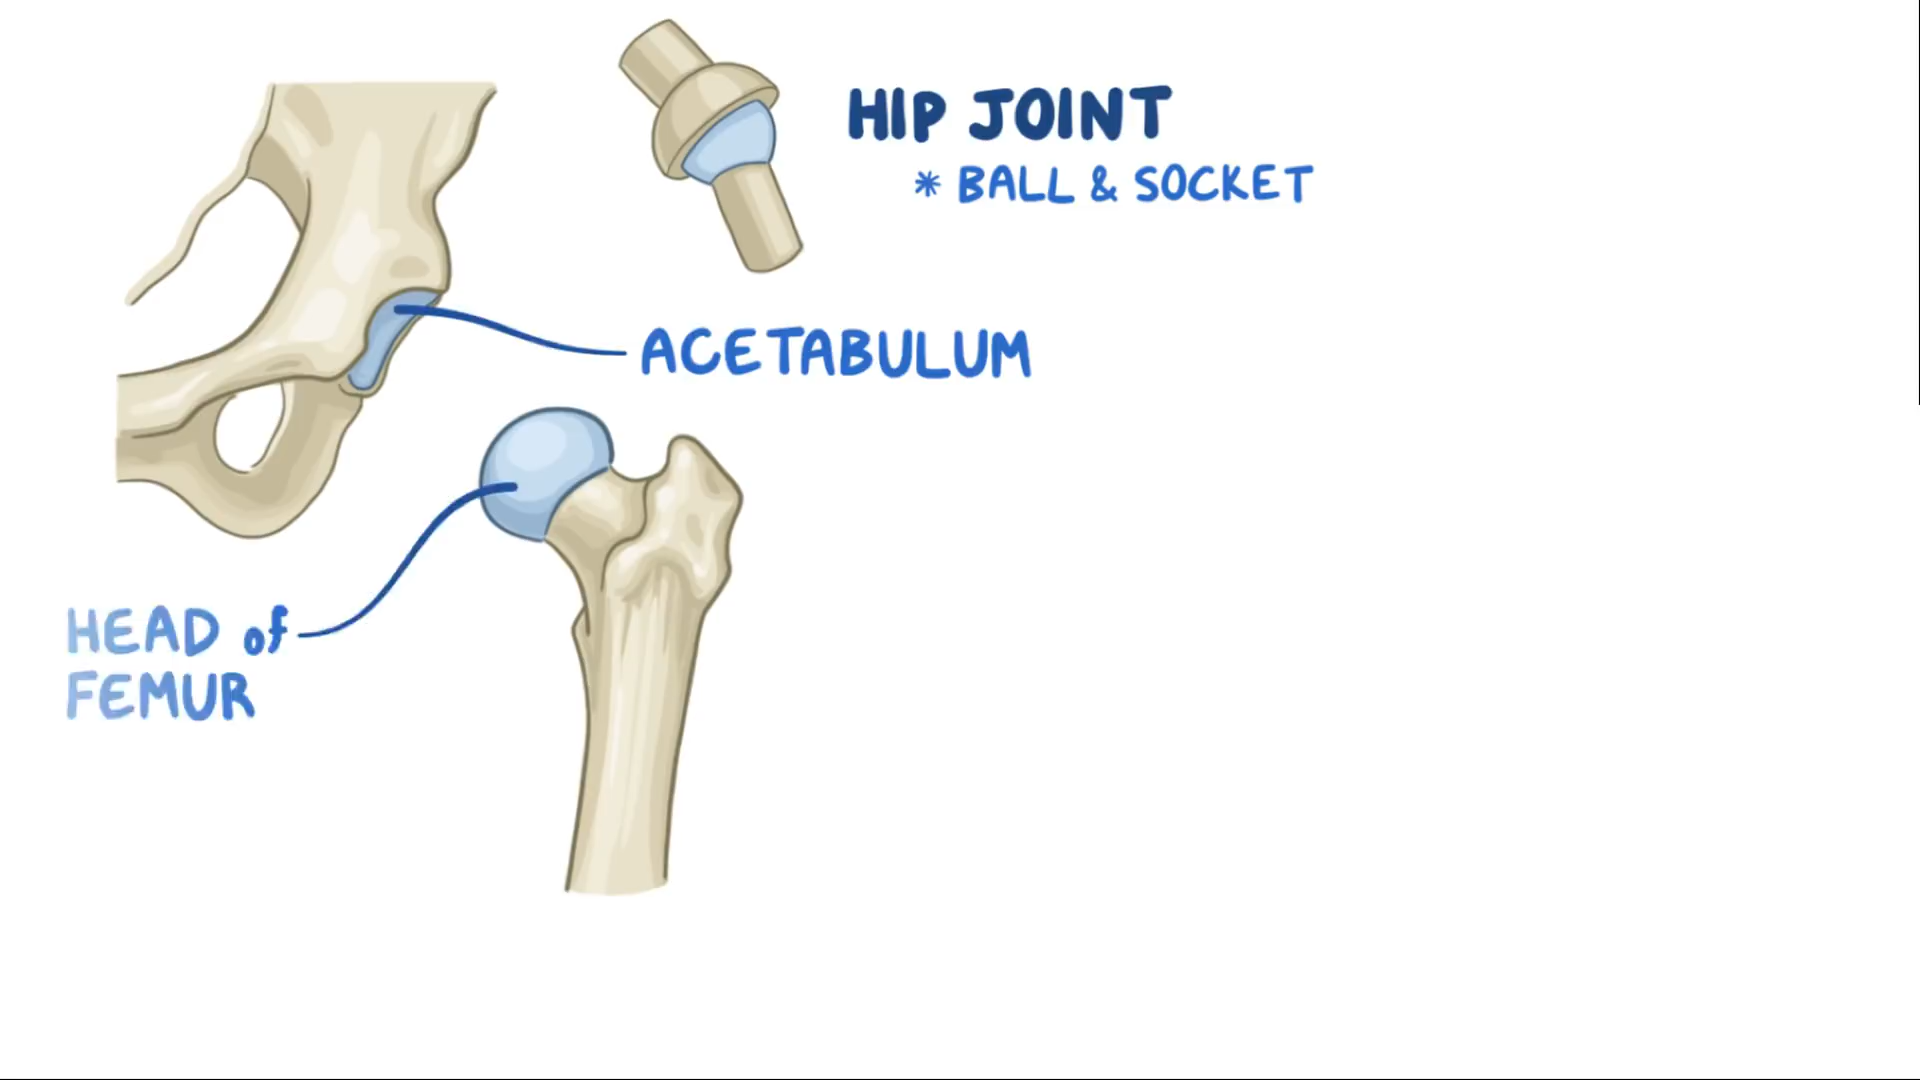 HIP JOINT
* BALL & SOCKET
ACETABULUM
HEAD of
FEMUR